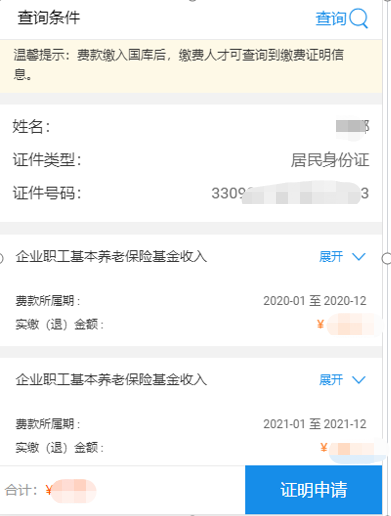 查询条件 查询
温馨提示：费款缴入国库后，缴费人才可查询到缴费证明信
息。
姓名：
证件类型： 居民身份证
证件号码： 3309 3
企业职工基本养老保险基金收入 展开
费款所属期： 2020-01 至 2020-12
实缴（退）金额： ¥
企业职工基本养老保险基金收入 展开
费款所属期： 2021-01 至 2021-12
实缴（退）金额： ¥
合计：¥ 证明申请